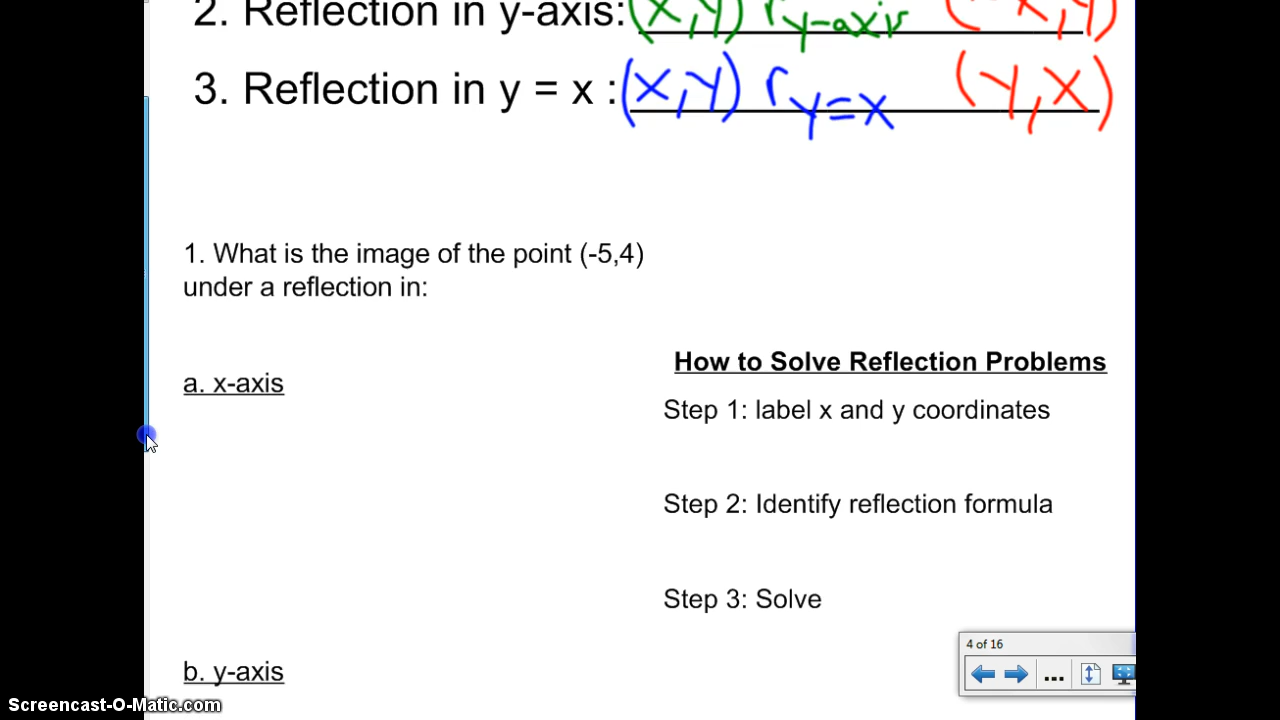 2. Reflection in y-axis: (x,y) r y-axis (-x,y)
3. Reflection in y = x : (x,y) r y=x (y,x)
1. What is the image of the point (-5,4)
under a reflection in:
How to Solve Reflection Problems
a. x-axis
Step 1: label x and y coordinates
Step 2: Identify reflection formula
Step 3: Solve
4 of 16
...
b. y-axis
Screencast-O-Matic.com